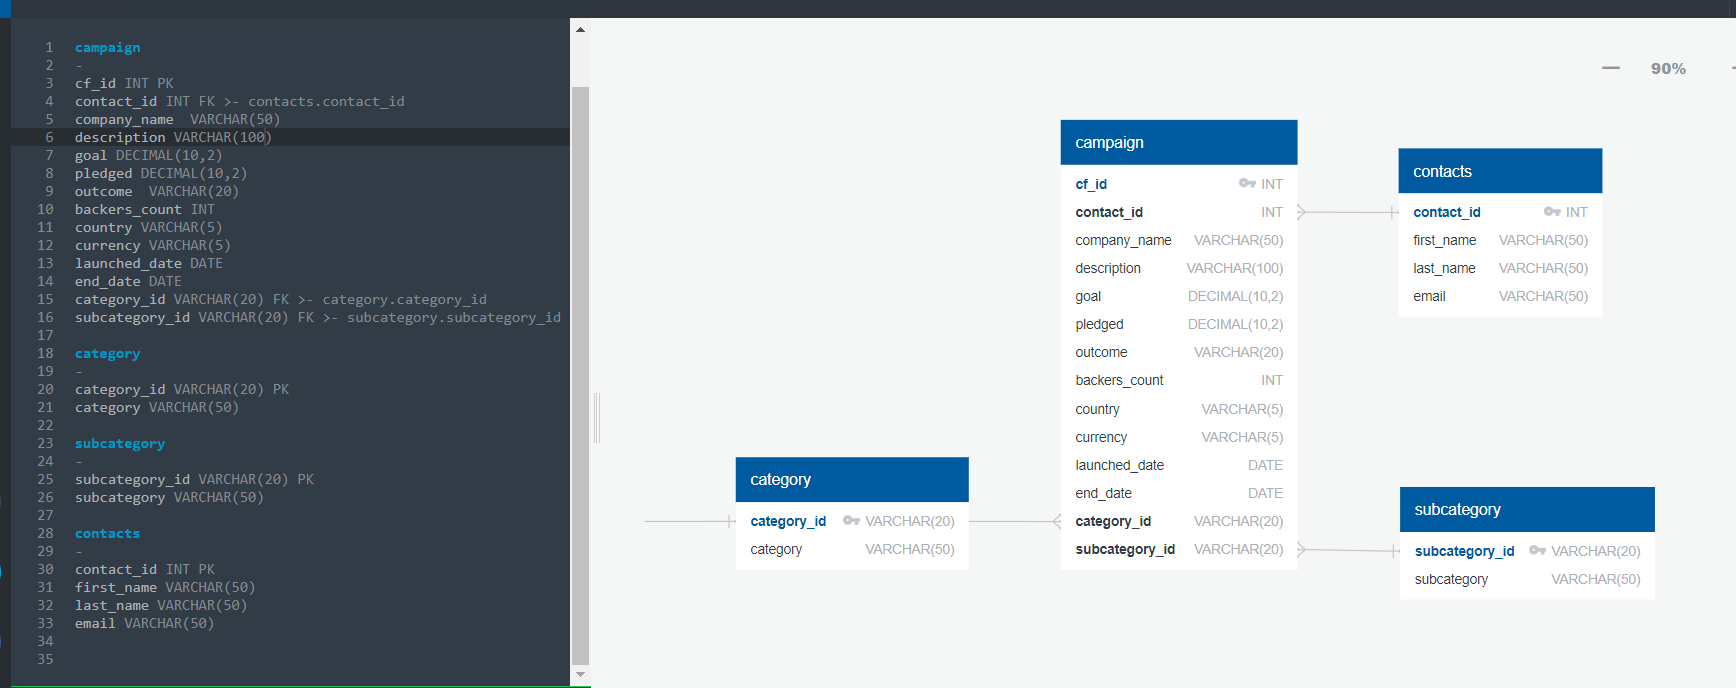 1 campaign
2 -
3 cf_id INT PK
4 contact_id INT FK >- contacts.contact_id
5 company_name  VARCHAR(50)
6 description VARCHAR(100)
7 goal DECIMAL(10,2)
8 pledged DECIMAL(10,2)
9 outcome  VARCHAR(20)
10 backers_count INT
11 country VARCHAR(5)
12 currency VARCHAR(5)
13 launched_date DATE
14 end_date DATE
15 category_id VARCHAR(20) FK >- category.category_id
16 subcategory_id VARCHAR(20) FK >- subcategory.subcategory_id
17
18 category
19 -
20 category_id VARCHAR(20) PK
21 category VARCHAR(50)
22
23 subcategory
24 -
25 subcategory_id VARCHAR(20) PK
26 subcategory VARCHAR(50)
27
28 contacts
29 -
30 contact_id INT PK
31 first_name VARCHAR(50)
32 last_name VARCHAR(50)
33 email VARCHAR(50)
34
35
90%
campaign
cf_id INT
contact_id INT
company_name VARCHAR(50)
description VARCHAR(100)
goal DECIMAL(10,2)
pledged DECIMAL(10,2)
outcome VARCHAR(20)
backers_count INT
country VARCHAR(5)
currency VARCHAR(5)
launched_date DATE
end_date DATE
category_id VARCHAR(20)
subcategory_id VARCHAR(20)
contacts
contact_id INT
first_name VARCHAR(50)
last_name VARCHAR(50)
email VARCHAR(50)
category
category_id VARCHAR(20)
category VARCHAR(50)
subcategory
subcategory_id VARCHAR(20)
subcategory VARCHAR(50)